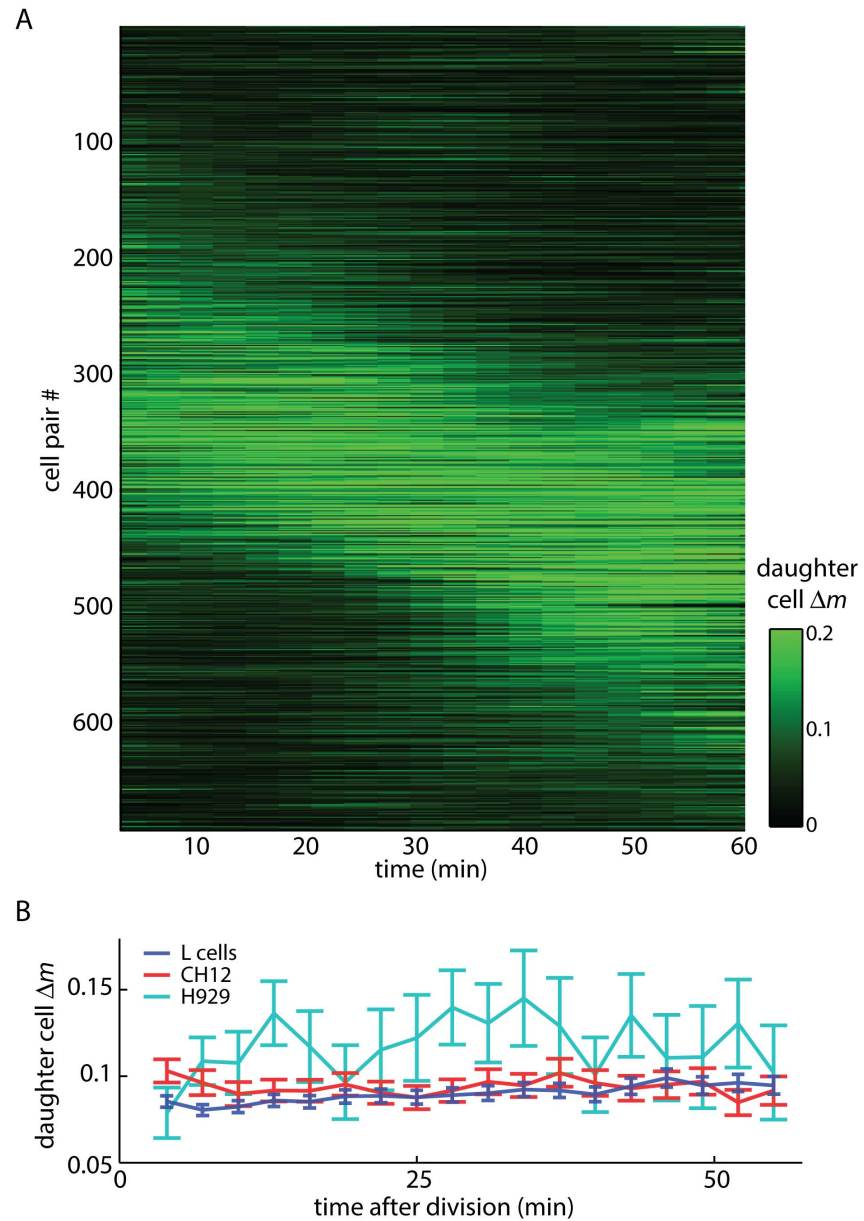 A
100
200
300
400
500
600
cell pair #
10 20 30 40 50 60
time (min)
daughter
cell Δm
0.2
0.1
0
B
L cells
CH12
H929
0.15
0.1
0.05
daughter cell Δm
0 25 50
time after division (min)